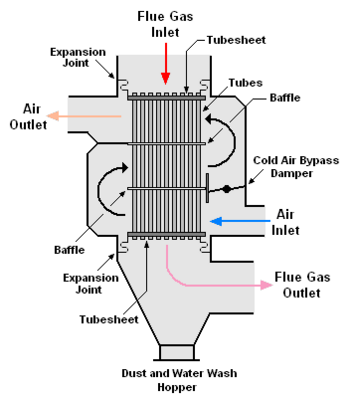 Flue Gas
Inlet
Tubesheet
Expansion
Joint
Tubes
Air
Outlet
Baffle
Cold Air Bypass
Damper
Air
Inlet
Baffle
Expansion
Joint
Flue Gas
Outlet
Tubesheet
Dust and Water Wash
Hopper